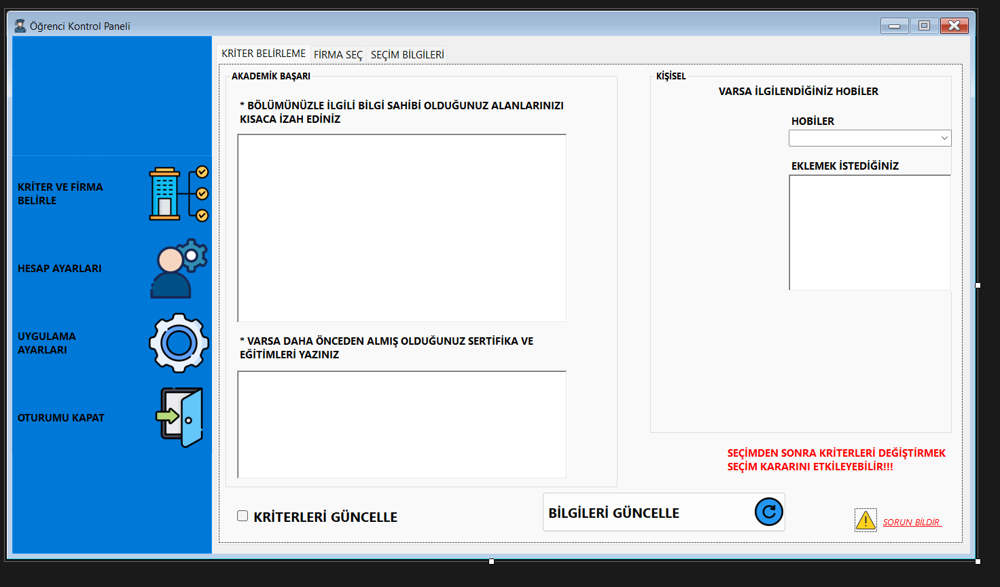 Öğrenci Kontrol Paneli
KRİTER BELİRLEME
FİRMA SEÇ
SEÇİM BİLGİLERİ
KRİTER VE FİRMA
BELİRLE
HESAP AYARLARI
UYGULAMA
AYARLARI
OTURUMU KAPAT
AKADEMİK BAŞARI
* BÖLÜMÜNÜZLE İLGİLİ BİLGİ SAHİBİ OLDUĞUNUZ ALANLARINIZI
KISACA İZAH EDİNİZ
* VARSA DAHA ÖNCEDEN ALMIŞ OLDUĞUNUZ SERTİFİKA VE
EĞİTİMLERİ YAZINIZ
KİŞİSEL
VARSA İLGİLENDİĞİNİZ HOBİLER
HOBİLER
EKLEMEK İSTEDİĞİNİZ
SEÇİMDEN SONRA KRİTERLERİ DEĞİŞTİRMEK
SEÇİM KARARINI ETKİLEYEBİLİR!!!
KRİTERLERİ GÜNCELLE
BİLGİLERİ GÜNCELLE
SORUN BİLDİR